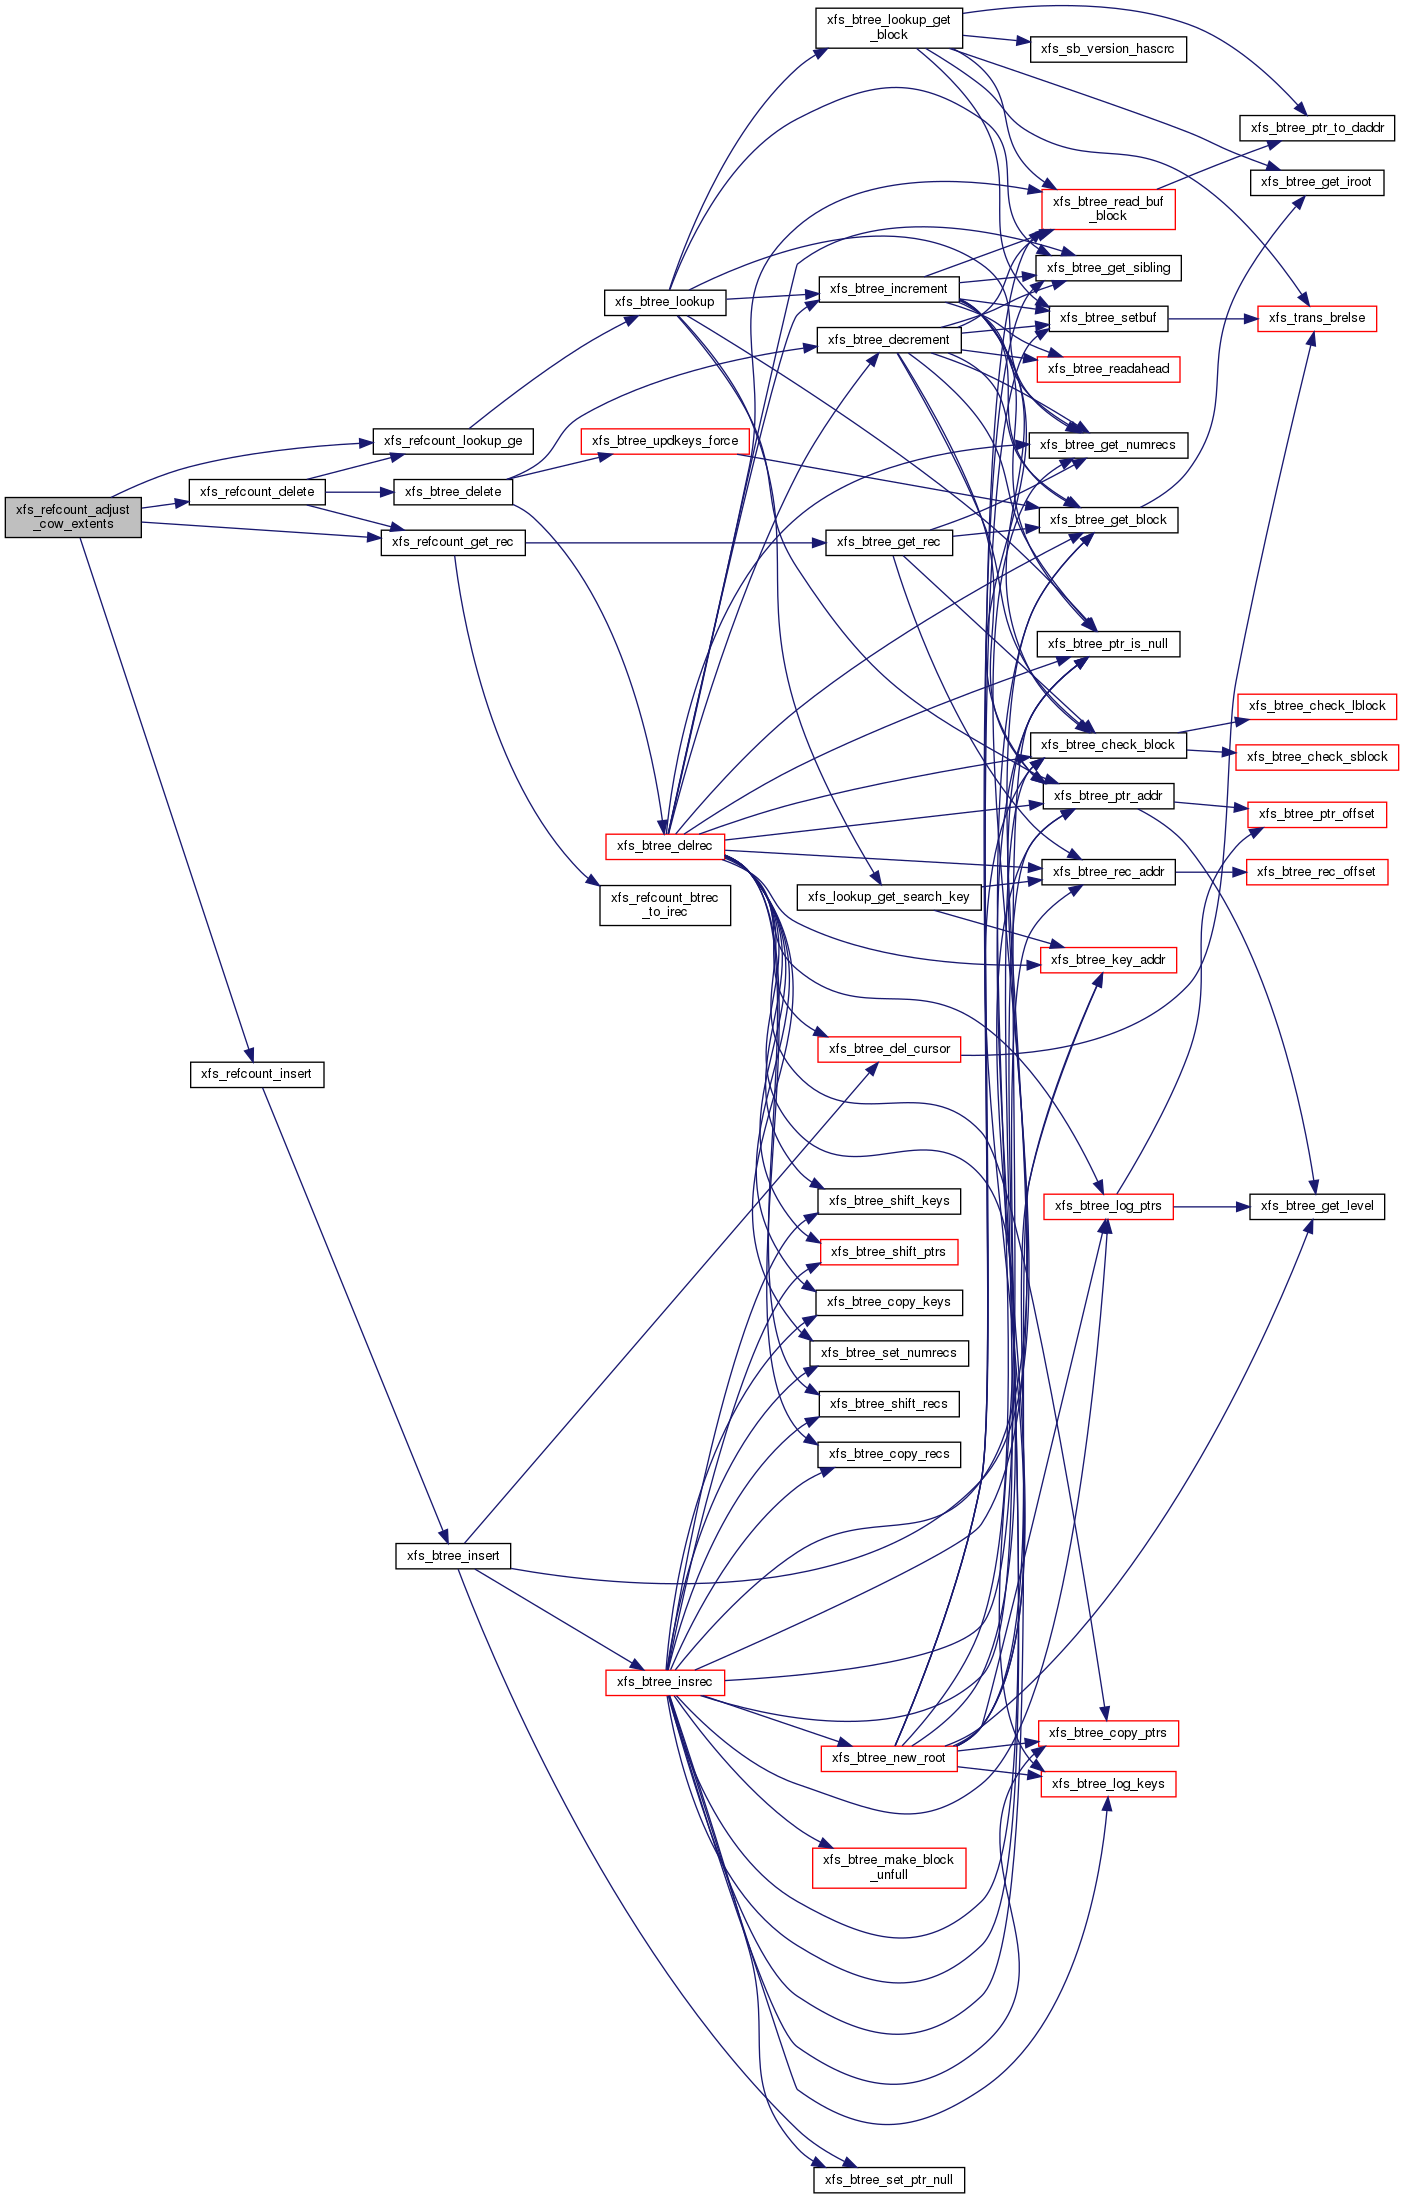 xfs_refcount_adjust
_cow_extents
xfs_refcount_lookup_ge
xfs_refcount_delete
xfs_refcount_get_rec
xfs_refcount_insert
xfs_btree_delete
xfs_btree_insert
xfs_btree_lookup
xfs_btree_updkeys_force
xfs_btree_delrec
xfs_refcount_btrec
_to_irec
xfs_btree_insrec
xfs_btree_lookup_get
_block
xfs_btree_increment
xfs_btree_decrement
xfs_btree_get_rec
xfs_lookup_get_search_key
xfs_btree_del_cursor
xfs_btree_shift_keys
xfs_btree_shift_ptrs
xfs_btree_copy_keys
xfs_btree_set_numrecs
xfs_btree_shift_recs
xfs_btree_copy_recs
xfs_btree_new_root
xfs_btree_make_block
_unfull
xfs_btree_set_ptr_null
xfs_sb_version_hascrc
xfs_btree_read_buf
_block
xfs_btree_get_sibling
xfs_btree_setbuf
xfs_btree_readahead
xfs_btree_get_numrecs
xfs_btree_get_block
xfs_btree_ptr_is_null
xfs_btree_check_block
xfs_btree_ptr_addr
xfs_btree_rec_addr
xfs_btree_key_addr
xfs_btree_log_ptrs
xfs_btree_copy_ptrs
xfs_btree_log_keys
xfs_btree_ptr_to_daddr
xfs_btree_get_iroot
xfs_trans_brelse
xfs_btree_check_lblock
xfs_btree_check_sblock
xfs_btree_ptr_offset
xfs_btree_rec_offset
xfs_btree_get_level